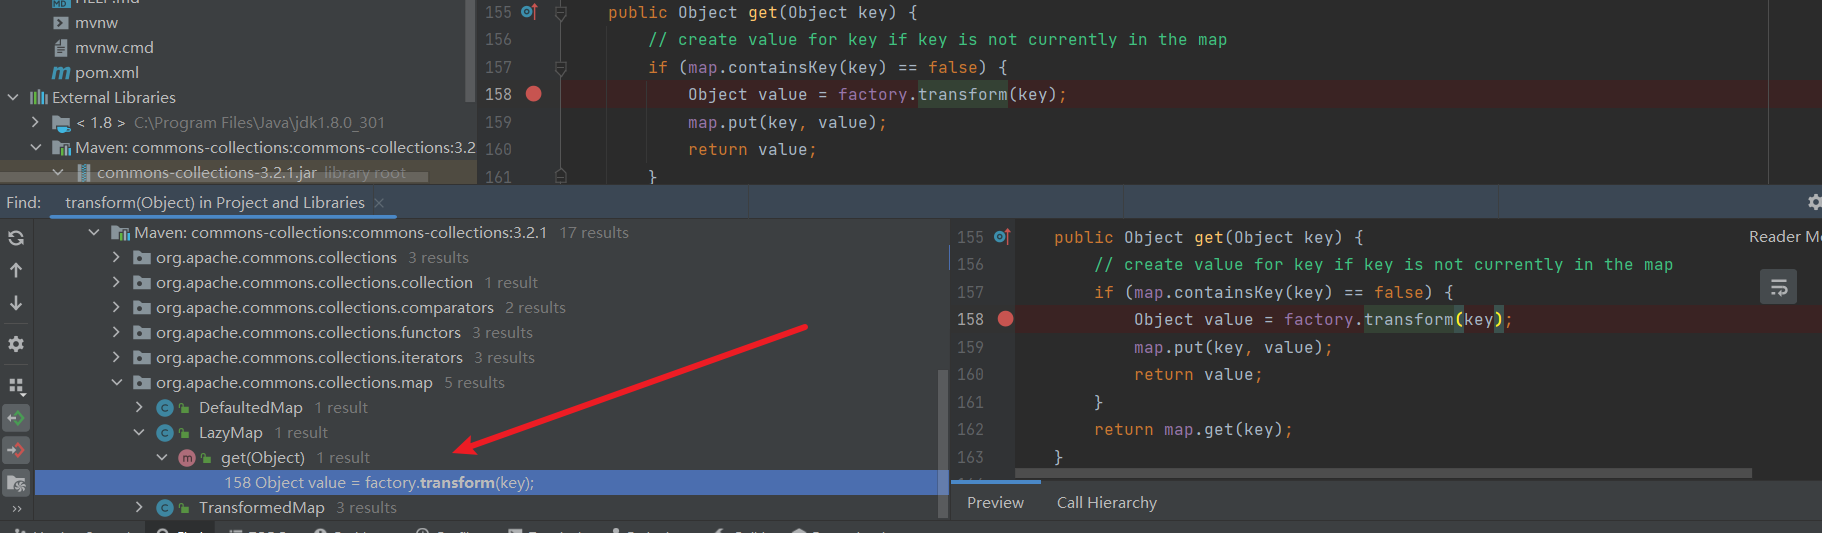 mvnw
mvnw.cmd
pom.xml
External Libraries
< 1.8 > C:\Program Files\Java\jdk1.8.0_301
Maven: commons-collections:commons-collections:3.2
commons-collections-3.2.1.jar library root
155 public Object get(Object key) {
156 // create value for key if key is not currently in the map
157 if (map.containsKey(key) == false) {
158 Object value = factory.transform(key);
159 map.put(key, value);
160 return value;
161 }
Find: transform(Object) in Project and Libraries
Maven: commons-collections:commons-collections:3.2.1 17 results
org.apache.commons.collections 3 results
org.apache.commons.collections.collection 1 result
org.apache.commons.collections.comparators 2 results
org.apache.commons.collections.functors 3 results
org.apache.commons.collections.iterators 3 results
org.apache.commons.collections.map 5 results
DefaultedMap 1 result
LazyMap 1 result
get(Object) 1 result
158 Object value = factory.transform(key);
TransformedMap 3 results
155 public Object get(Object key) {
156 // create value for key if key is not currently in the map
157 if (map.containsKey(key) == false) {
158 Object value = factory.transform(key);
159 map.put(key, value);
160 return value;
161 }
162 return map.get(key);
163 }
Reader M
Preview Call Hierarchy